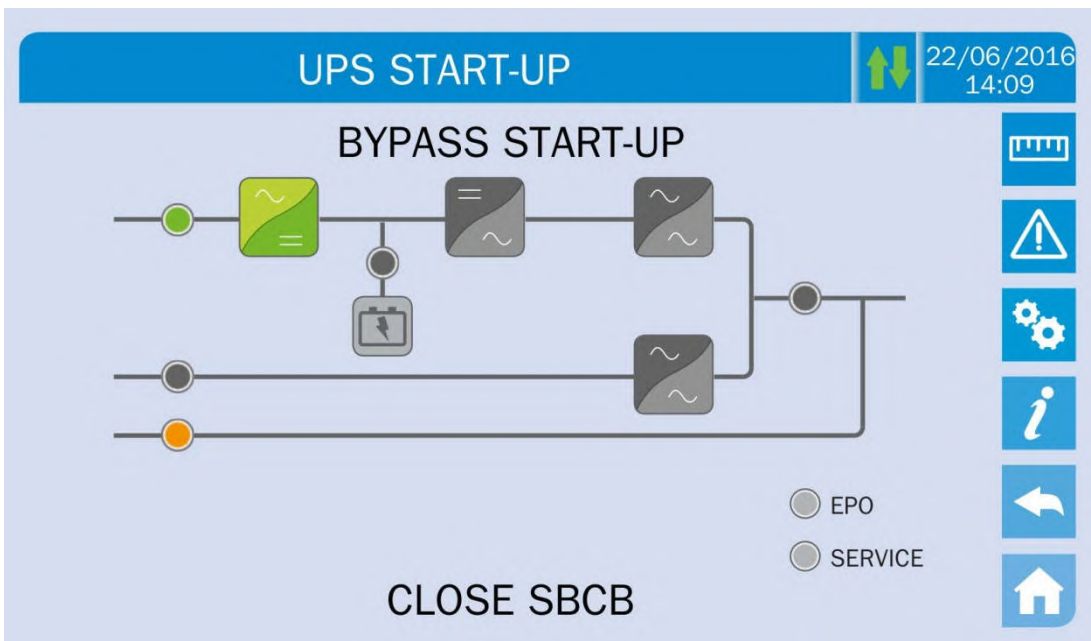 UPS START-UP
22/06/2016
14:09
BYPASS START-UP
EPO
SERVICE
CLOSE SBCB